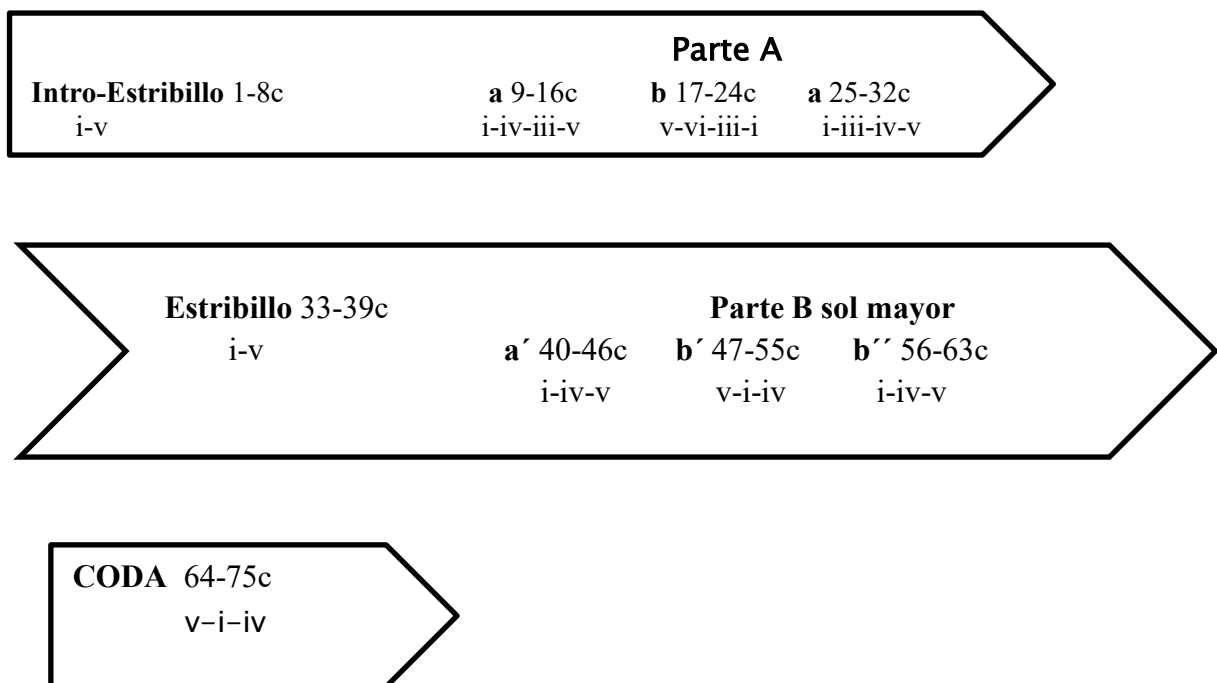 Parte A
Intro-Estribillo 1-8c a 9-16c b 17-24c a 25-32c
i-v i-iv-iii-v v-vi-iii-i i-iii-iv-v
Estribillo 33-39c Parte B sol mayor
i-v a´ 40-46c b´ 47-55c b´´ 56-63c
i-iv-v v-i-iv i-iv-v
CODA 64-75c
v-i-iv